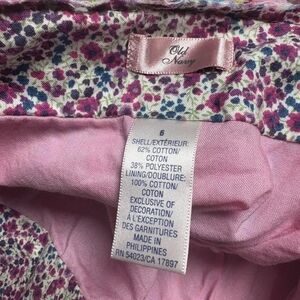 Old
Navy
6
SHELL/EXTÉRIEUR:
62% COTTON/
COTON
38% POLYESTER
LINING/DOUBLURE:
100% COTTON/
COTON
EXCLUSIVE OF
DECORATION/
À L'EXCEPTION
DES GARNITURES
MADE IN
PHILIPPINES
RN 54023/CA 17897